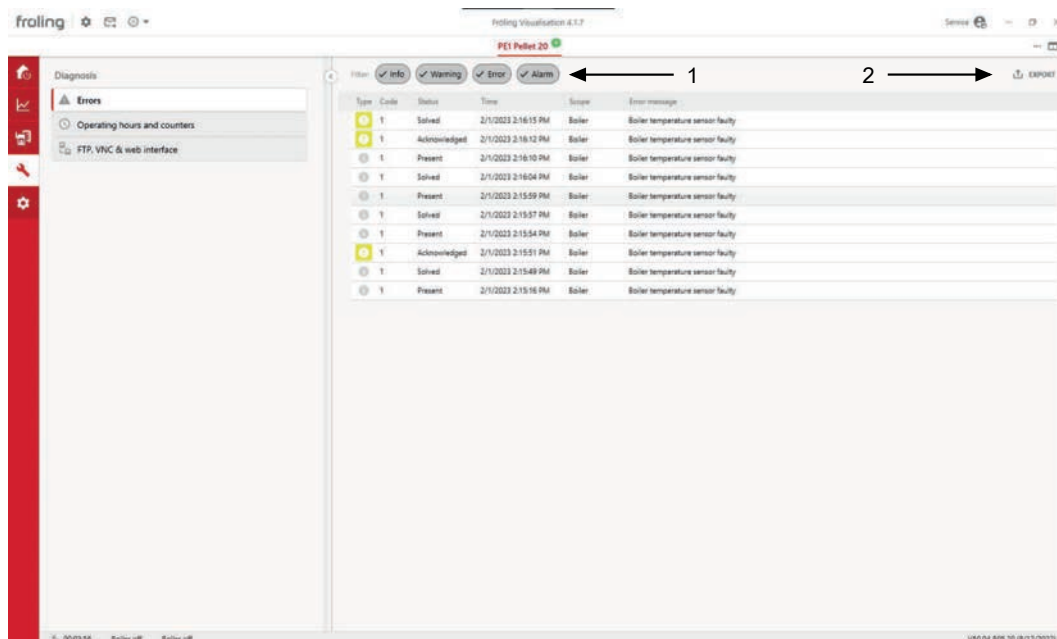 froling
Froling Visualisation 4.1.7
Service
PE1 Pellet 20
Diagnosis
Errors
Operating hours and counters
FTP, VNC & web interface
Filter Info Warning Error Alarm 1 2 EXPORT
Type Code Status Time Scope Error message
1 Solved 2/1/2023 2:16:15 PM Boiler Boiler temperature sensor faulty
1 Acknowledged 2/1/2023 2:16:12 PM Boiler Boiler temperature sensor faulty
1 Present 2/1/2023 2:16:10 PM Boiler Boiler temperature sensor faulty
1 Solved 2/1/2023 2:16:04 PM Boiler Boiler temperature sensor faulty
1 Present 2/1/2023 2:15:59 PM Boiler Boiler temperature sensor faulty
1 Solved 2/1/2023 2:15:57 PM Boiler Boiler temperature sensor faulty
1 Present 2/1/2023 2:15:54 PM Boiler Boiler temperature sensor faulty
1 Acknowledged 2/1/2023 2:15:51 PM Boiler Boiler temperature sensor faulty
1 Solved 2/1/2023 2:15:49 PM Boiler Boiler temperature sensor faulty
1 Present 2/1/2023 2:15:16 PM Boiler Boiler temperature sensor faulty